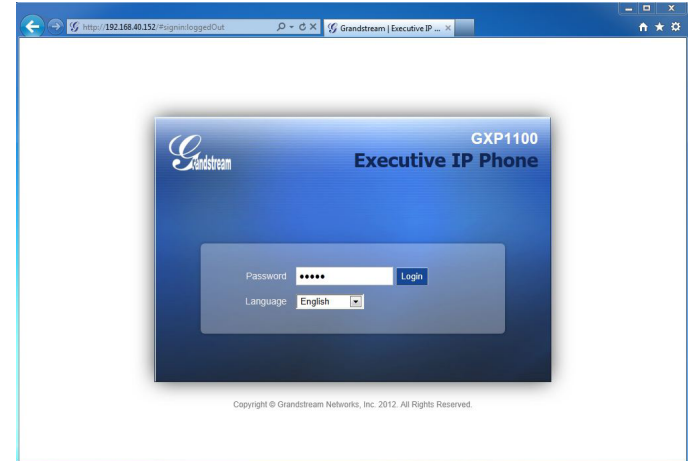 http://192.168.40.152/#signin:loggedOut
Grandstream | Executive IP ...
Grandstream
GXP1100
Executive IP Phone
Password •••••
Login
Language English
Copyright © Grandstream Networks, Inc. 2012. All Rights Reserved.